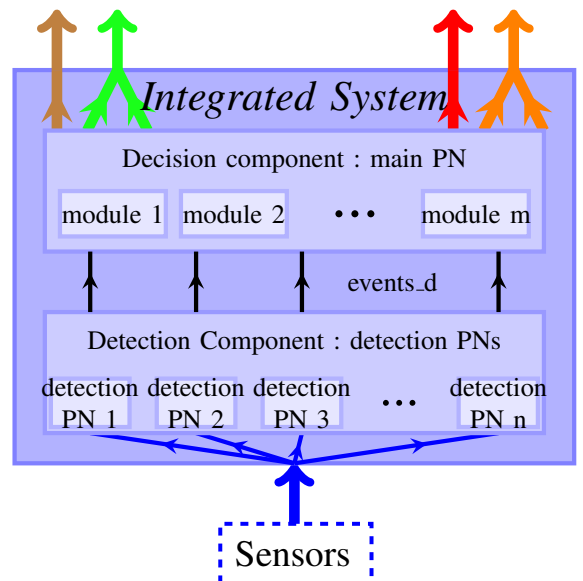 Integrated System
Decision component : main PN
module 1 module 2 ... module m
events_d
Detection Component : detection PNs
detection detection detection ... detection
PN 1 PN 2 PN 3 PN n
Sensors